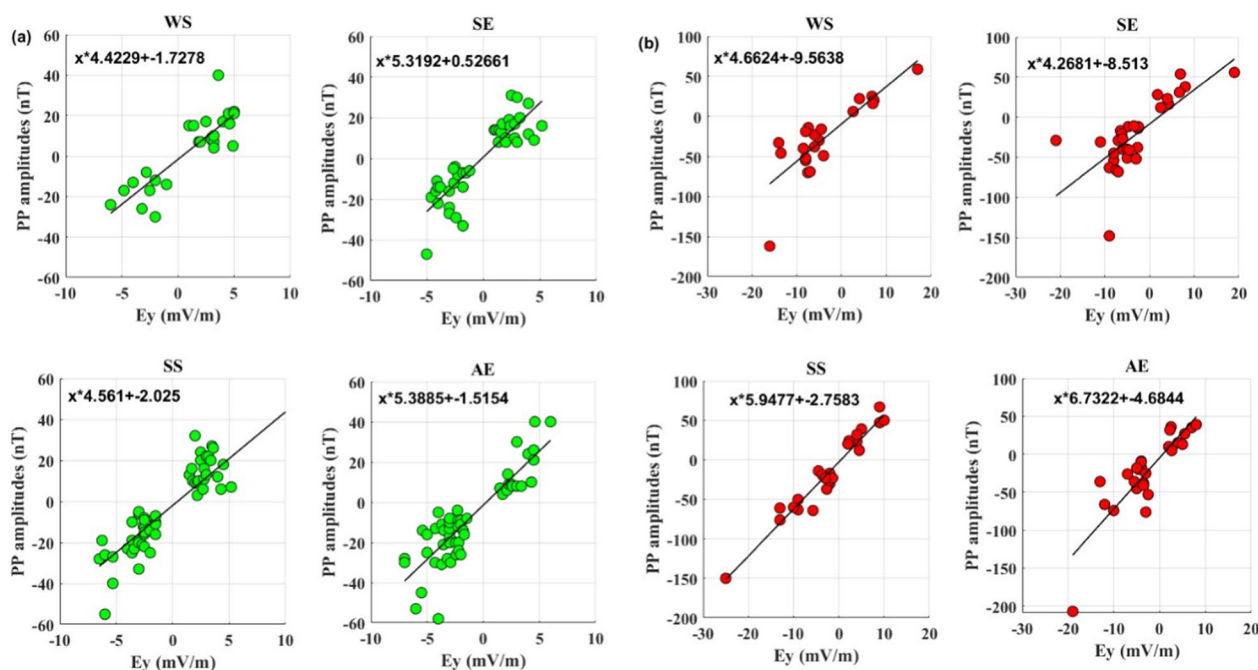 (a)
WS
x*4.4229+-1.7278
PP amplitudes (nT)
60
40
20
0
-20
-40
-60
-10
-5
0
5
10
Ey (mV/m)
SE
x*5.3192+0.52661
PP amplitudes (nT)
60
40
20
0
-20
-40
-60
-10
-5
0
5
10
Ey (mV/m)
(b)
WS
x*4.6624+-9.5638
PP amplitudes (nT)
100
50
0
-50
-100
-150
-200
-30
-20
-10
0
10
20
Ey (mV/m)
SE
x*4.2681+-8.513
PP amplitudes (nT)
100
50
0
-50
-100
-150
-200
-30
-20
-10
0
10
20
Ey (mV/m)
SS
x*4.561+-2.025
PP amplitudes (nT)
60
40
20
0
-20
-40
-60
-10
-5
0
5
10
Ey (mV/m)
AE
x*5.3885+-1.5154
PP amplitudes (nT)
60
40
20
0
-20
-40
-60
-10
-5
0
5
10
Ey (mV/m)
SS
x*5.9477+-2.7583
PP amplitudes (nT)
100
50
0
-50
-100
-150
-200
-30
-20
-10
0
10
20
Ey (mV/m)
AE
x*6.7322+-4.6844
PP amplitudes (nT)
100
50
0
-50
-100
-150
-200
-30
-20
-10
0
10
20
Ey (mV/m)